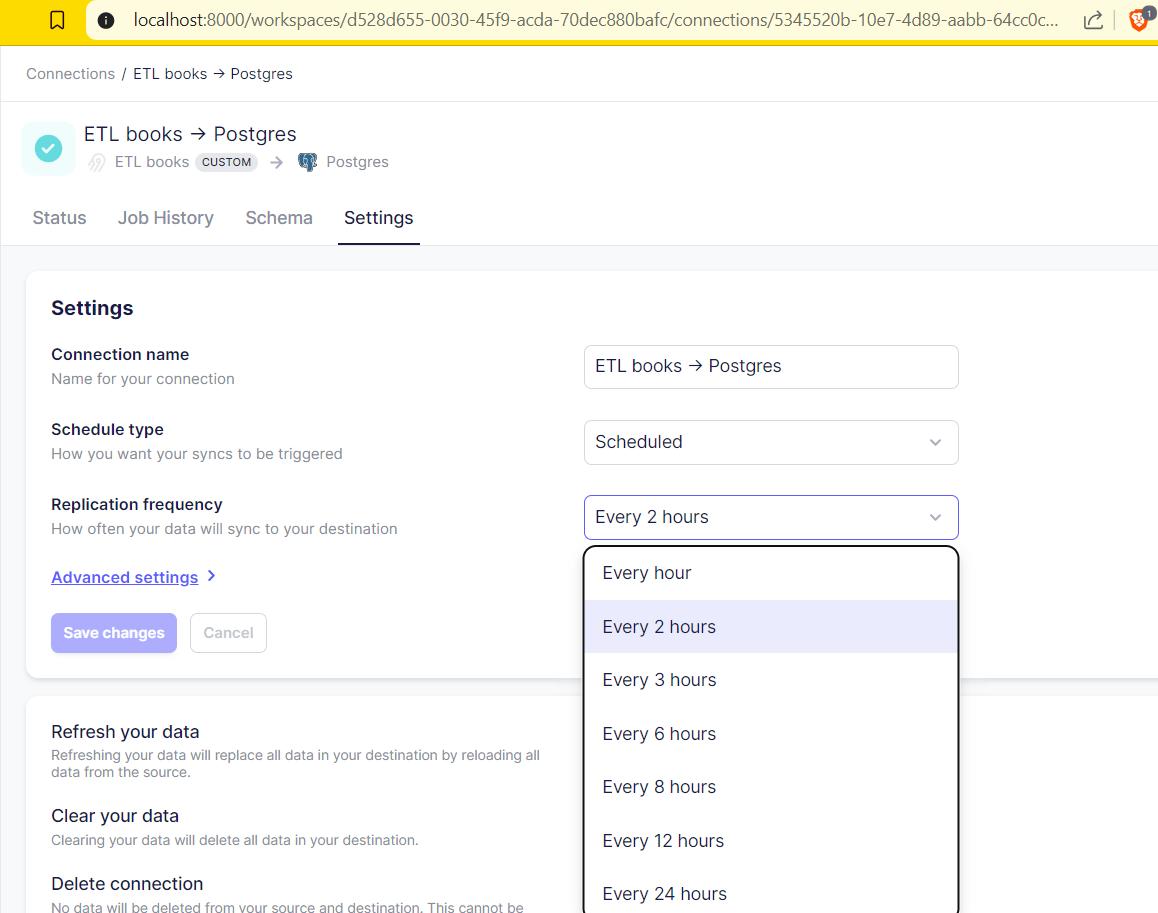 localhost:8000/workspaces/d528d655-0030-45f9-acda-70dec880bafc/connections/5345520b-10e7-4d89-aabb-64cc0c...
1
Connections / ETL books → Postgres
ETL books → Postgres
ETL books CUSTOM → Postgres
Status Job History Schema Settings
Settings
Connection name
Name for your connection
ETL books → Postgres
Schedule type
How you want your syncs to be triggered
Scheduled
Replication frequency
How often your data will sync to your destination
Every 2 hours
Advanced settings
Save changes Cancel
Every hour
Every 2 hours
Every 3 hours
Every 6 hours
Every 8 hours
Every 12 hours
Every 24 hours
Refresh your data
Refreshing your data will replace all data in your destination by reloading all
data from the source.
Clear your data
Clearing your data will delete all data in your destination.
Delete connection
No data will be deleted from your source and destination. This cannot be